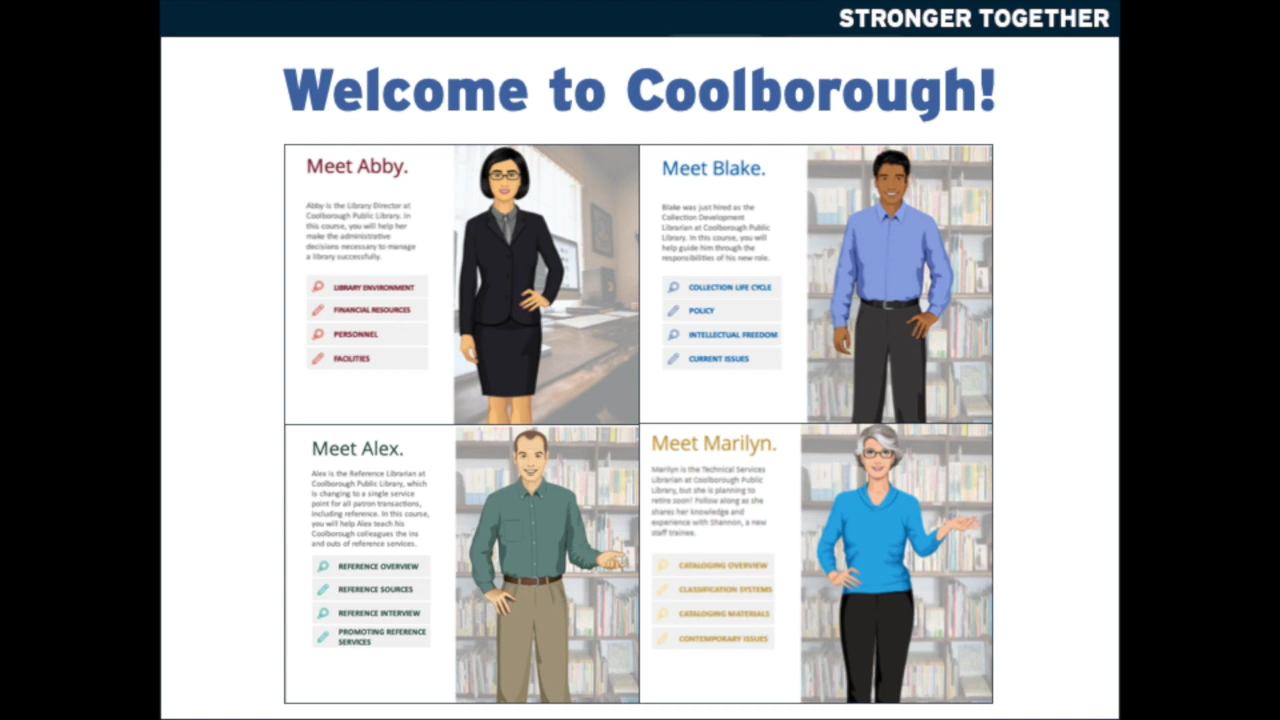 STRONGER TOGETHER
Welcome to Coolborough!
Meet Abby.
Abby is the Library Director at
Coolborough Public Library. In
this course, you will help her
make the administrative
decisions necessary to manage
a library successfully.
LIBRARY ENVIRONMENT
FINANCIAL RESOURCES
PERSONNEL
FACILITIES
Meet Blake.
Blake was just hired as the
Collection Development
Librarian at Coolborough Public
Library. In this course, you will
help guide him through the
responsibilities of his new role.
COLLECTION LIFE CYCLE
POLICY
INTELLECTUAL FREEDOM
CURRENT ISSUES
Meet Alex.
Alex is the Reference Librarian at
Coolborough Public Library, which
is changing to a single service
point for all patron transactions,
including reference. In this course,
you will help Alex teach his
Coolborough colleagues the ins
and outs of reference services.
REFERENCE OVERVIEW
REFERENCE SOURCES
REFERENCE INTERVIEW
PROMOTING REFERENCE
SERVICES
Meet Marilyn.
Marilyn is the Technical Services
Librarian at Coolborough Public
Library, but she is planning to
retire soon! Follow along as she
shares her knowledge and
experience with Shannon, a new
staff trainee.
CATALOGING OVERVIEW
CLASSIFICATION SYSTEMS
CATALOGING MATERIALS
CONTEMPORARY ISSUES